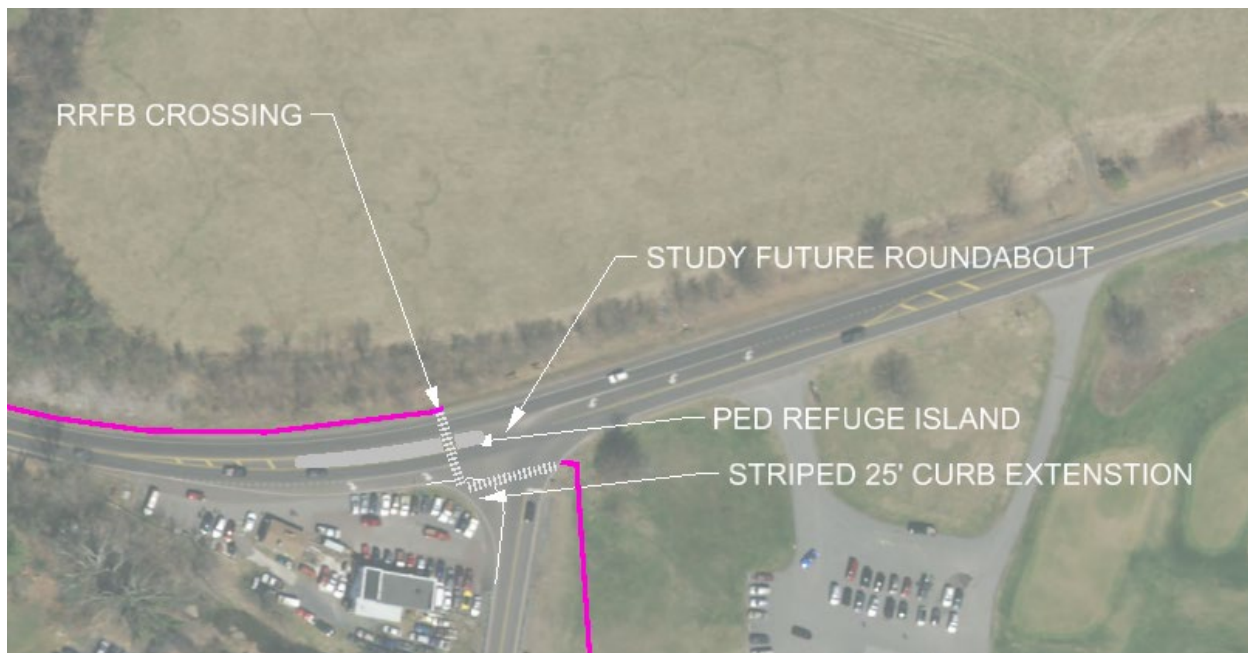 RRFB CROSSING
STUDY FUTURE ROUNDABOUT
PED REFUGE ISLAND
STRIPED 25' CURB EXTENSTION